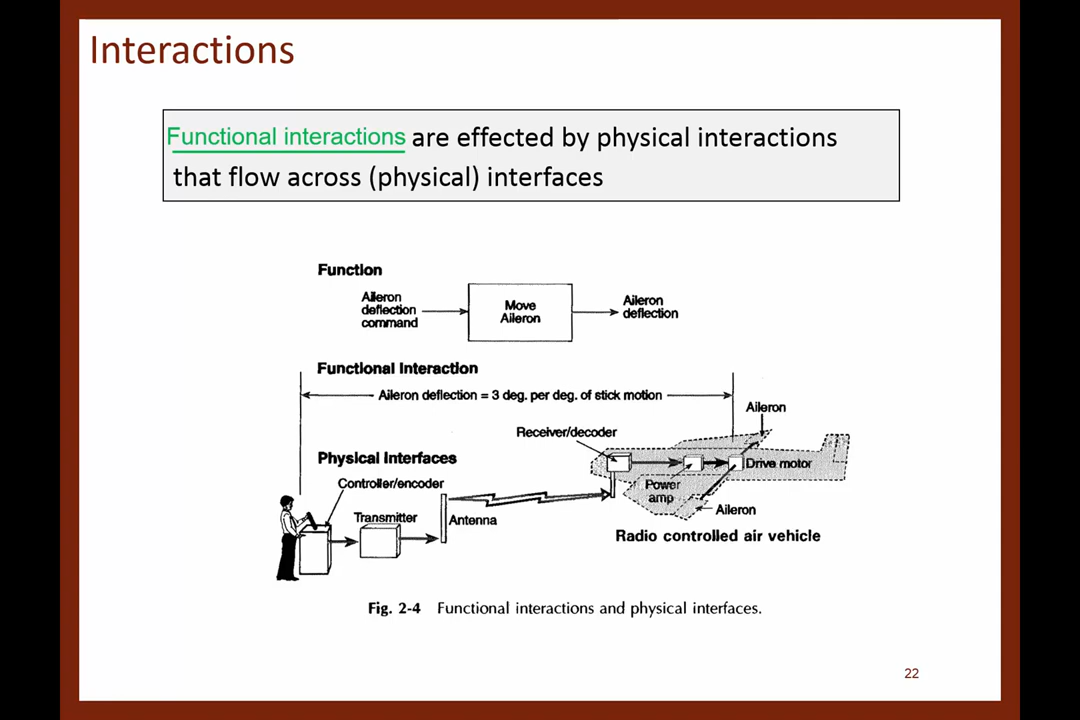 Interactions
Functional interactions are effected by physical interactions
that flow across (physical) interfaces
Function
Aileron
deflection
command
Move
Aileron
Aileron
deflection
Functional Interaction
Aileron deflection = 3 deg. per deg. of stick motion
Aileron
Receiver/decoder
Physical Interfaces
Drive motor
Controller/encoder
Power
amp
Transmitter
Antenna
Aileron
Radio controlled air vehicle
Fig. 2-4 Functional interactions and physical interfaces.
22